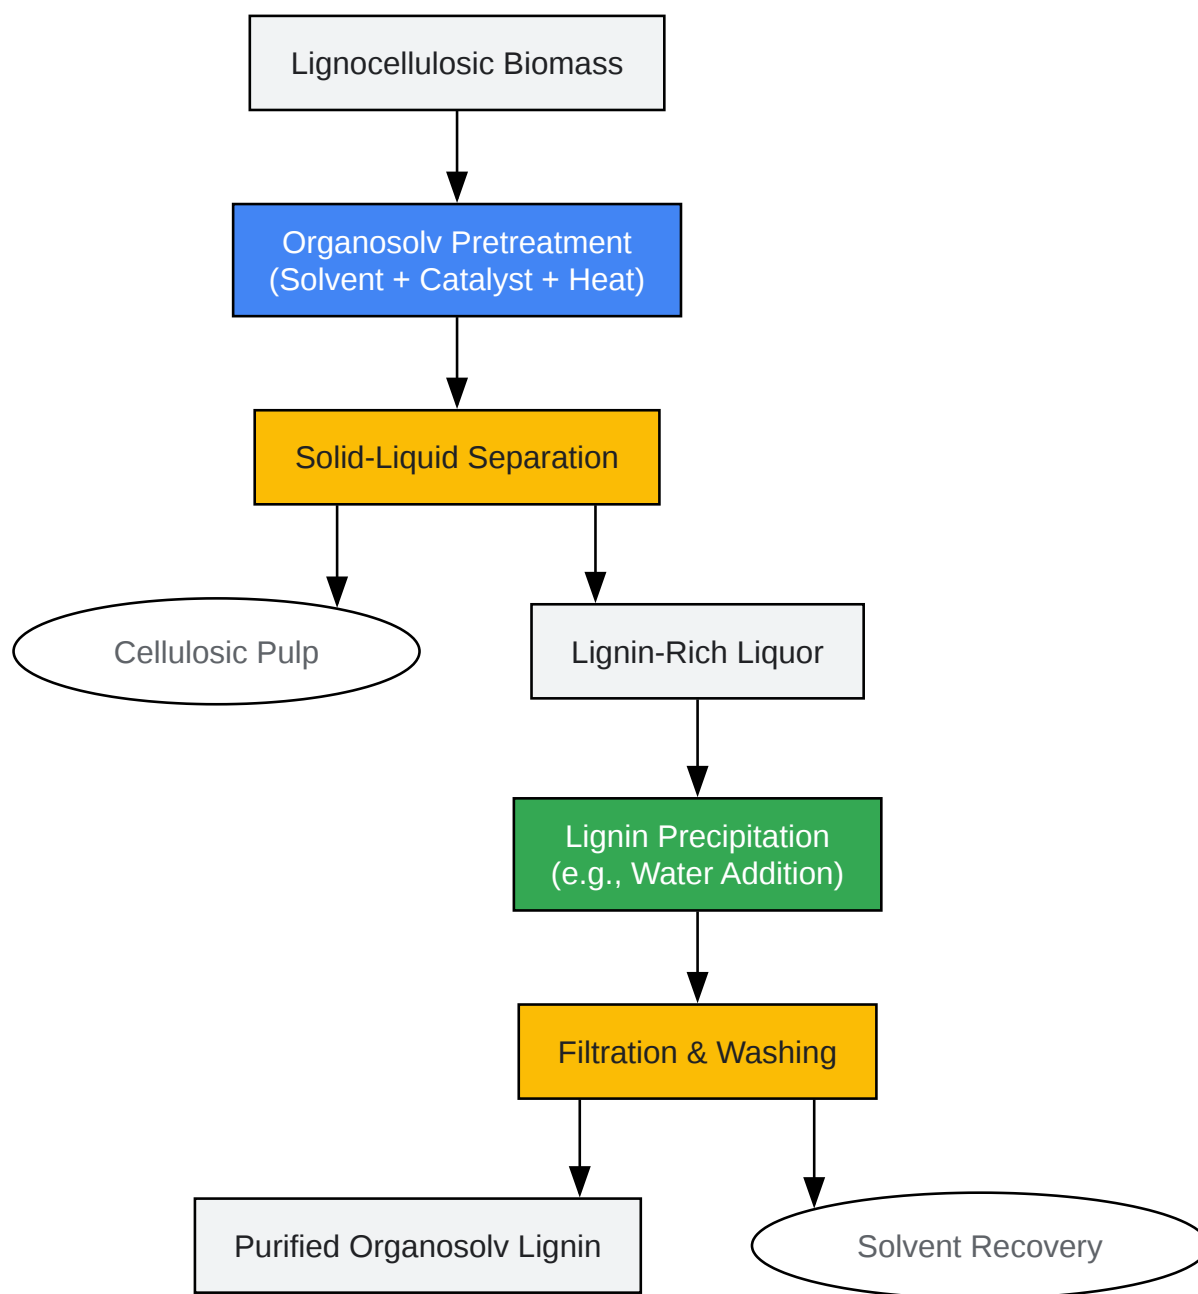 Lignocellulosic Biomass
Organosolv Pretreatment
(Solvent + Catalyst + Heat)
Solid-Liquid Separation
Cellulosic Pulp
Lignin-Rich Liquor
Lignin Precipitation
(e.g., Water Addition)
Filtration & Washing
Purified Organosolv Lignin
Solvent Recovery